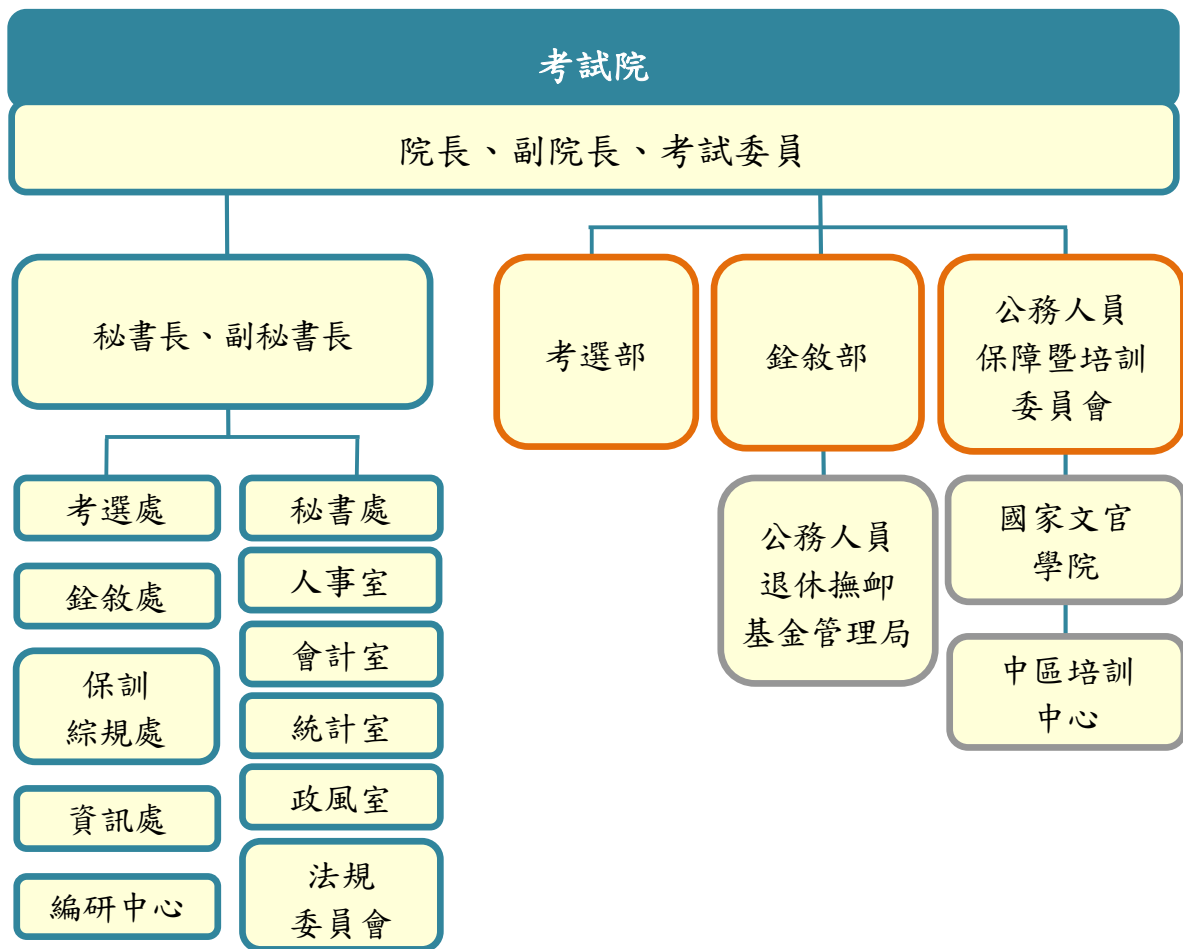 考試院
院長、副院長、考試委員
秘書長、副秘書長
考選處
銓敘處
保訓
綜規處
資訊處
編研中心
秘書處
人事室
會計室
統計室
政風室
法規
委員會
考選部
銓敘部
公務人員
退休撫卹
基金管理局
公務人員
保障暨培訓
委員會
國家文官
學院
中區培訓
中心